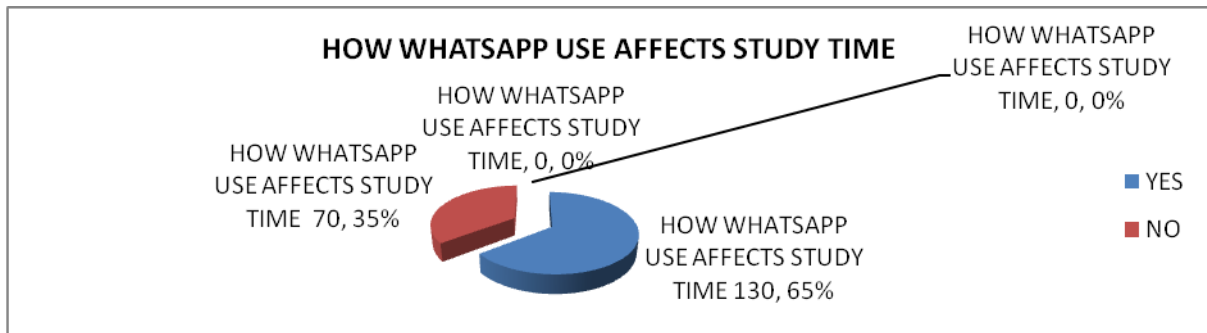 HOW WHATSAPP USE AFFECTS STUDY TIME
HOW WHATSAPP
USE AFFECTS STUDY
TIME, 0, 0%
HOW WHATSAPP
USE AFFECTS STUDY
TIME, 0, 0%
HOW WHATSAPP
USE AFFECTS STUDY
TIME 70, 35%
HOW WHATSAPP
USE AFFECTS STUDY
TIME 130, 65%
YES
NO